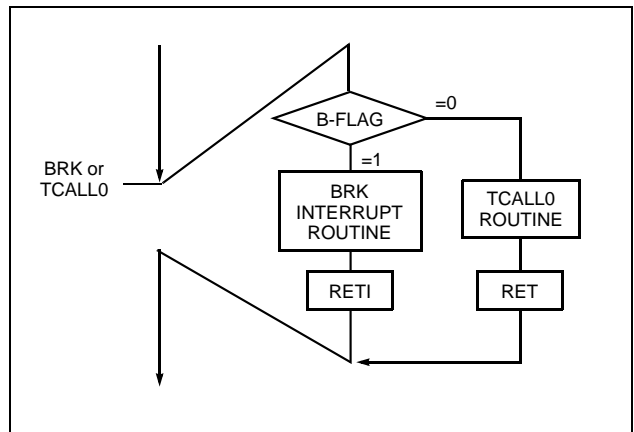 =0
B-FLAG
=1
BRK or
TCALL0
BRK
INTERRUPT
ROUTINE
TCALL0
ROUTINE
RETI
RET